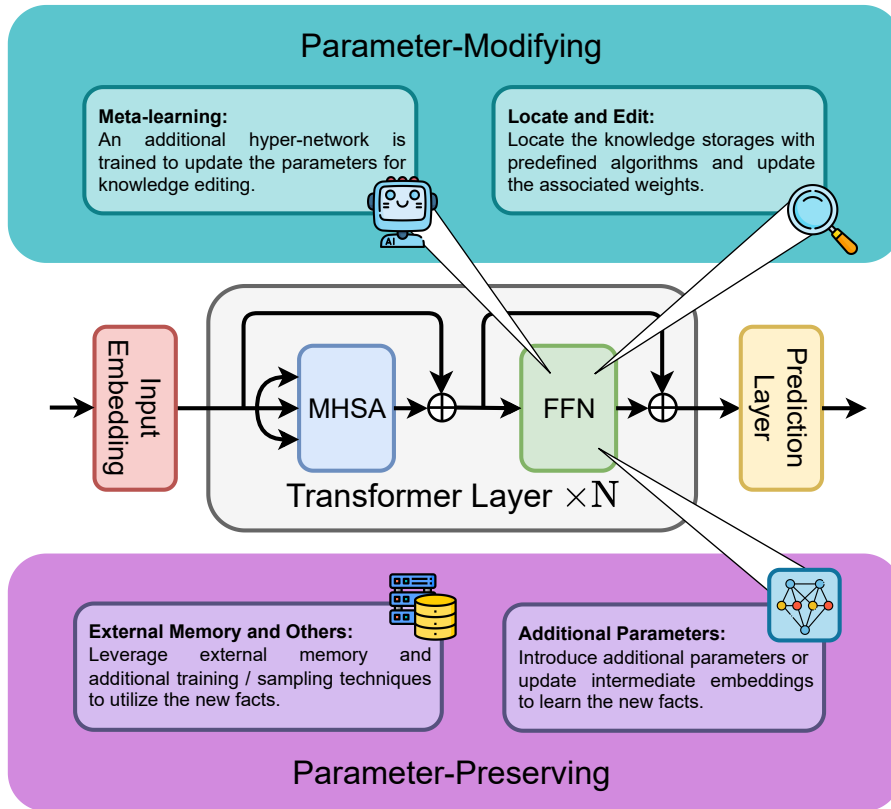 Parameter-Modifying
Meta-learning:
An additional hyper-network is
trained to update the parameters for
knowledge editing.
AI
Locate and Edit:
Locate the knowledge storages with
predefined algorithms and update
the associated weights.
Input
Embedding
MHSA
FFN
Prediction
Layer
Transformer Layer ×N
External Memory and Others:
Leverage external memory and
additional training / sampling techniques
to utilize the new facts.
Additional Parameters:
Introduce additional parameters or
update intermediate embeddings
to learn the new facts.
Parameter-Preserving